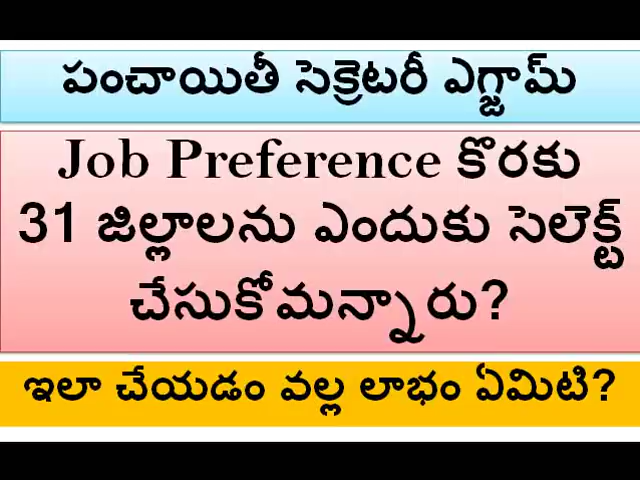 పంచాయితీ సెక్రెటరీ ఎగ్జామ్
Job Preference కొరకు
31 జిల్లాలను ఎందుకు సెలెక్ట్
చేసుకోమన్నారు?
ఇలా చేయడం వల్ల లాభం ఏమిటి?